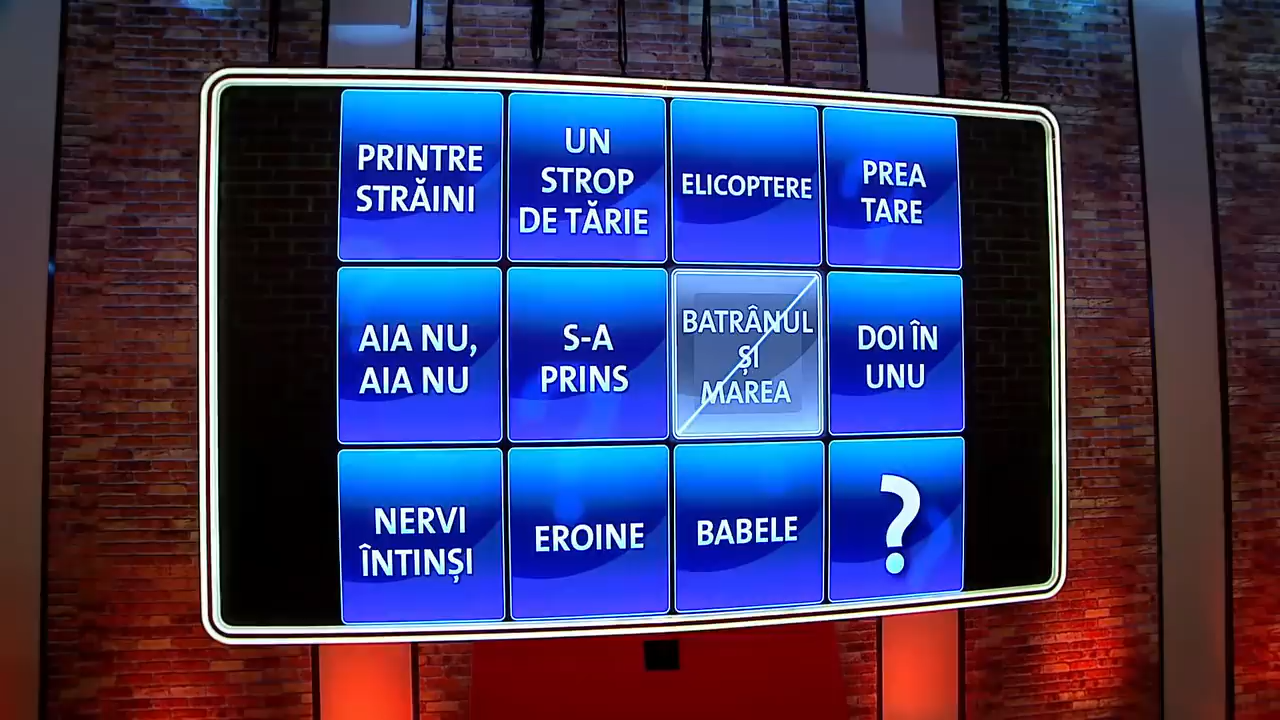 PRINTRE
STRĂINI
UN
STROP
DE TĂRIE
ELICOPTERE
PREA
TARE
AIA NU,
AIA NU
S-A
PRINS
BATRÂNUL
ȘI
MAREA
DOI ÎN
UNU
NERVI
ÎNTINȘI
EROINE
BABELE
?